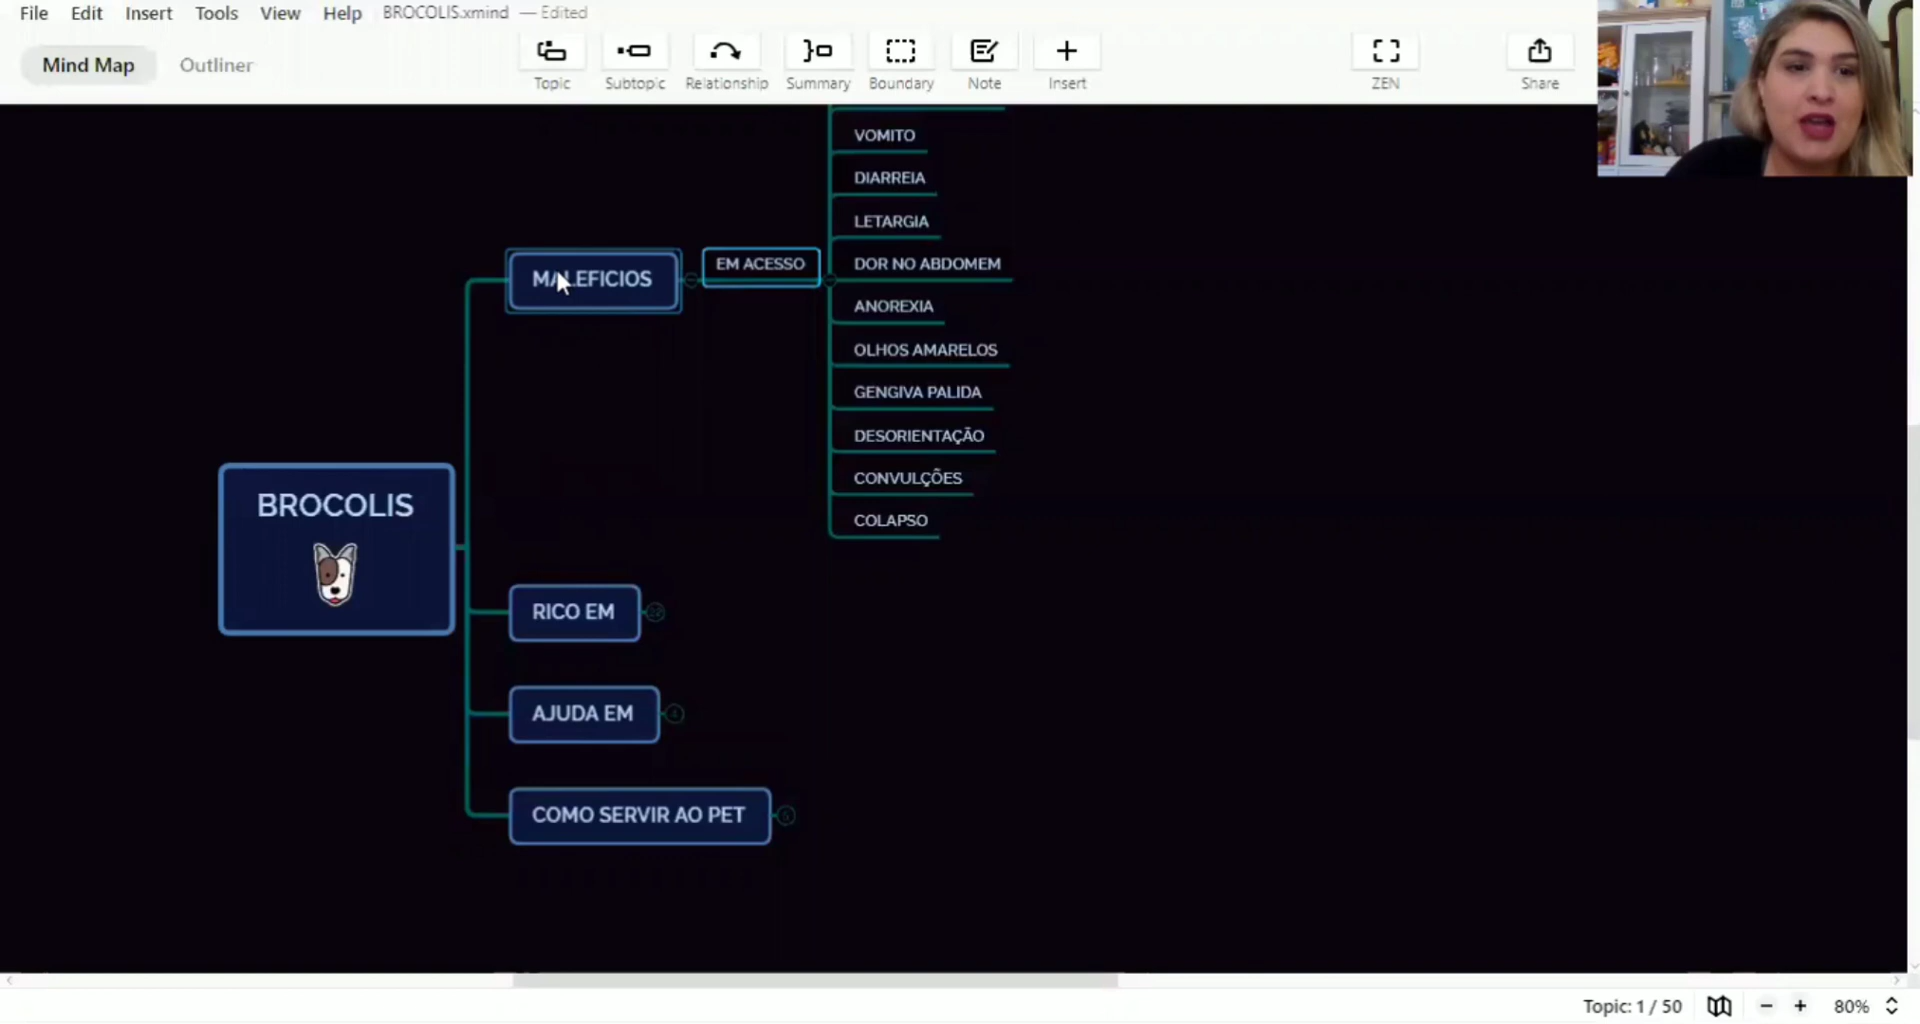 File Edit Insert Tools View Help BROCOLIS.xmind — Edited
Mind Map Outliner
Topic Subtopic Relationship Summary Boundary Note Insert ZEN Share
VOMITO
DIARREIA
LETARGIA
MALEFICIOS EM ACESSO DOR NO ABDOMEM
ANOREXIA
OLHOS AMARELOS
GENGIVA PALIDA
DESORIENTAÇÃO
CONVULÇÕES
COLAPSO
BROCOLIS
RICO EM
AJUDA EM
COMO SERVIR AO PET
Topic: 1 / 50 80%